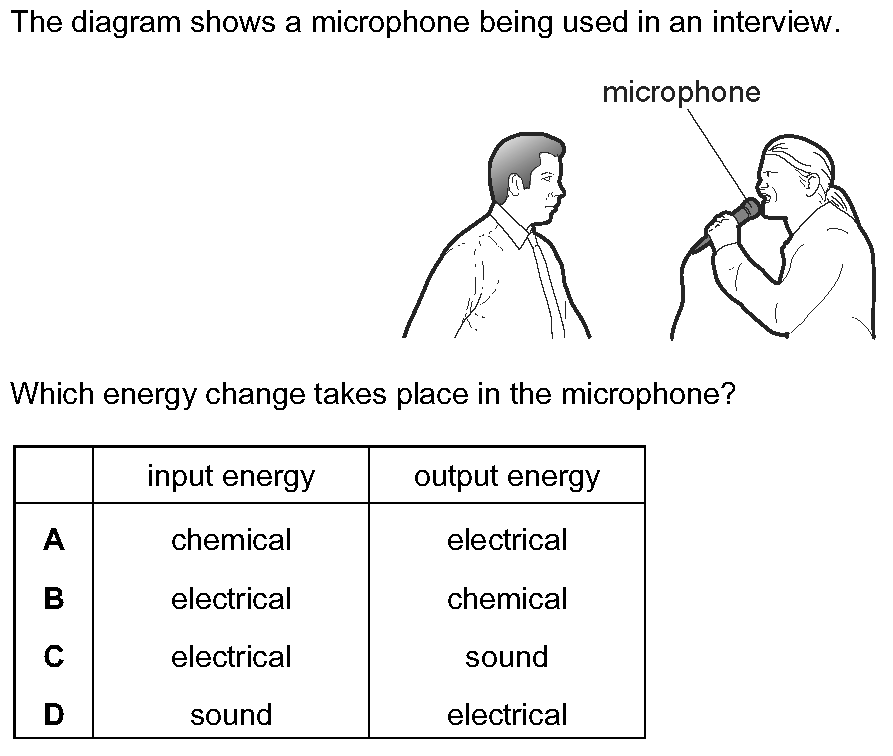 The diagram shows a microphone being used in an interview.
microphone
Which energy change takes place in the microphone?
input energy output energy
A chemical electrical
B electrical chemical
C electrical sound
D sound electrical